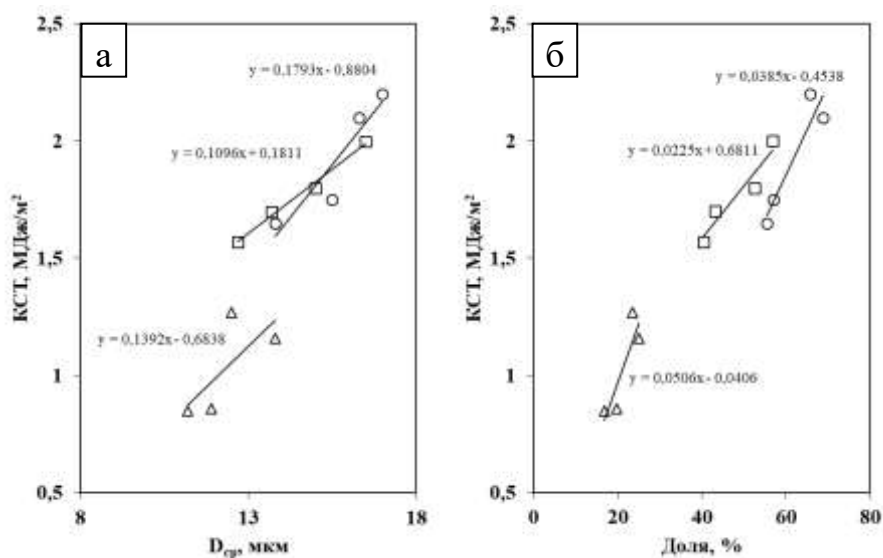 а
КСТ, МДж/м²
2,5
2
1,5
1
0,5
y = 0,1793x - 0,8804
y = 0,1096x + 0,1811
y = 0,1392x - 0,6838
8
13
18
Dср, мкм
б
КСТ, МДж/м²
2,5
2
1,5
1
0,5
y = 0,0385x - 0,4538
y = 0,0225x + 0,6811
y = 0,0506x - 0,0406
0
20
40
60
80
Доля, %